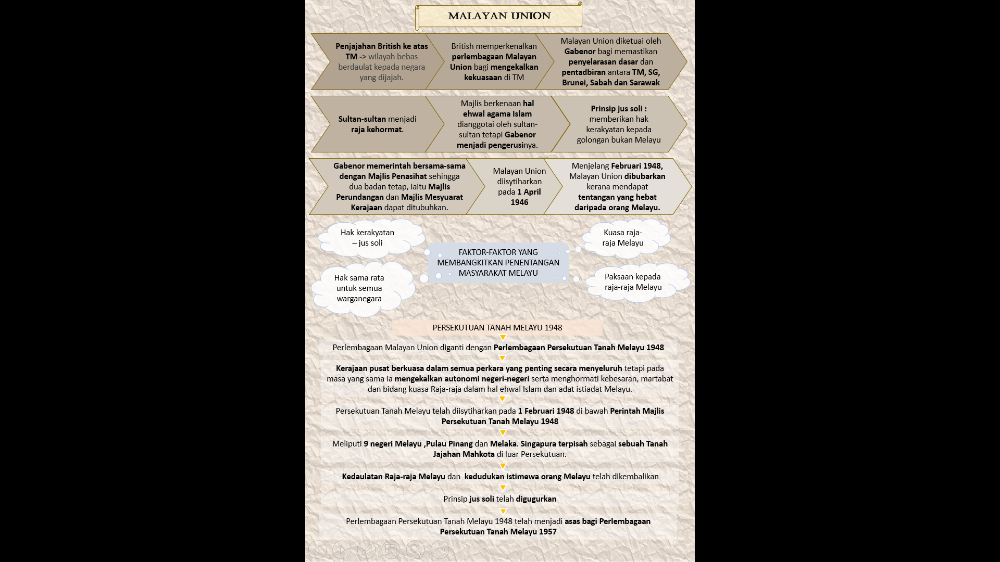 MALAYAN UNION
Penjajahan British ke atas
TM -> wilayah bebas
berdaulat kepada negara
yang dijajah.
British memperkenalkan
perlembagaan Malayan
Union bagi mengekalkan
kekuasaan di TM
Malayan Union diketuai oleh
Gabenor bagi memastikan
penyelarasan dasar dan
pentadbiran antara TM, SG,
Brunei, Sabah dan Sarawak
Sultan-sultan menjadi
raja kehormat.
Majlis berkenaan hal
ehwal agama Islam
dianggotai oleh sultan-
sultan tetapi Gabenor
menjadi pengerusinya.
Prinsip jus soli :
memberikan hak
kerakyatan kepada
golongan bukan Melayu
Gabenor memerintah bersama-sama
dengan Majlis Penasihat sehingga
dua badan tetap, iaitu Majlis
Perundangan dan Majlis Mesyuarat
Kerajaan dapat ditubuhkan.
Malayan Union
diisytiharkan
pada 1 April
1946
Menjelang Februari 1948,
Malayan Union dibubarkan
kerana mendapat
tentangan yang hebat
daripada orang Melayu.
Hak kerakyatan
– jus soli
Kuasa raja-
raja Melayu
FAKTOR-FAKTOR YANG
MEMBANGKITKAN PENENTANGAN
MASYARAKAT MELAYU
Hak sama rata
untuk semua
warganegara
Paksaan kepada
raja-raja Melayu
PERSEKUTUAN TANAH MELAYU 1948
Perlembagaan Malayan Union diganti dengan Perlembagaan Persekutuan Tanah Melayu 1948
Kerajaan pusat berkuasa dalam semua perkara yang penting secara menyeluruh tetapi pada
masa yang sama ia mengekalkan autonomi negeri-negeri serta menghormati kebesaran, martabat
dan bidang kuasa Raja-raja dalam hal ehwal Islam dan adat istiadat Melayu.
Persekutuan Tanah Melayu telah diisytiharkan pada 1 Februari 1948 di bawah Perintah Majlis
Persekutuan Tanah Melayu 1948
Meliputi 9 negeri Melayu ,Pulau Pinang dan Melaka. Singapura terpisah sebagai sebuah Tanah
Jajahan Mahkota di luar Persekutuan.
Kedaulatan Raja-raja Melayu dan kedudukan istimewa orang Melayu telah dikembalikan
Prinsip jus soli telah digugurkan
Perlembagaan Persekutuan Tanah Melayu 1948 telah menjadi asas bagi Perlembagaan
Persekutuan Tanah Melayu 1957